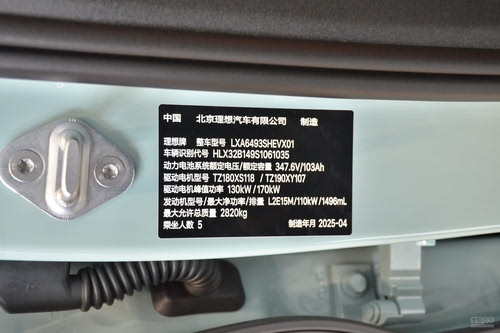 中国 北京理想汽车有限公司 制造
理想牌 整车型号 LXA6493SHEVX01
车辆识别代号 HLX32B149S1061035
动力电池系统额定电压/额定容量 347.6V/103Ah
驱动电机型号 TZ180XS118 / TZ190XY107
驱动电机峰值功率 130kW/170kW
发动机型号/最大净功率/排量 L2E15M/110kW/1496mL
最大允许总质量 2820kg
乘坐人数 5 制造年月 2025-04